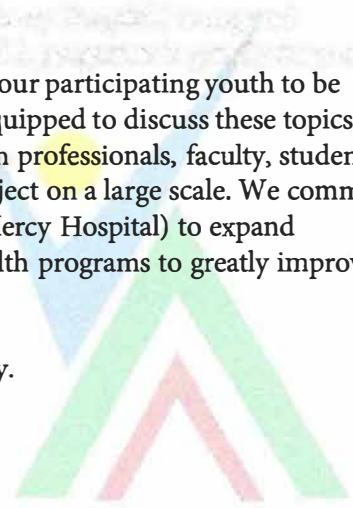 our participating youth to be
quipped to discuss these topics
n professionals, faculty, studen
ject on a large scale. We comm
Mercy Hospital) to expand
lth programs to greatly improv
y.